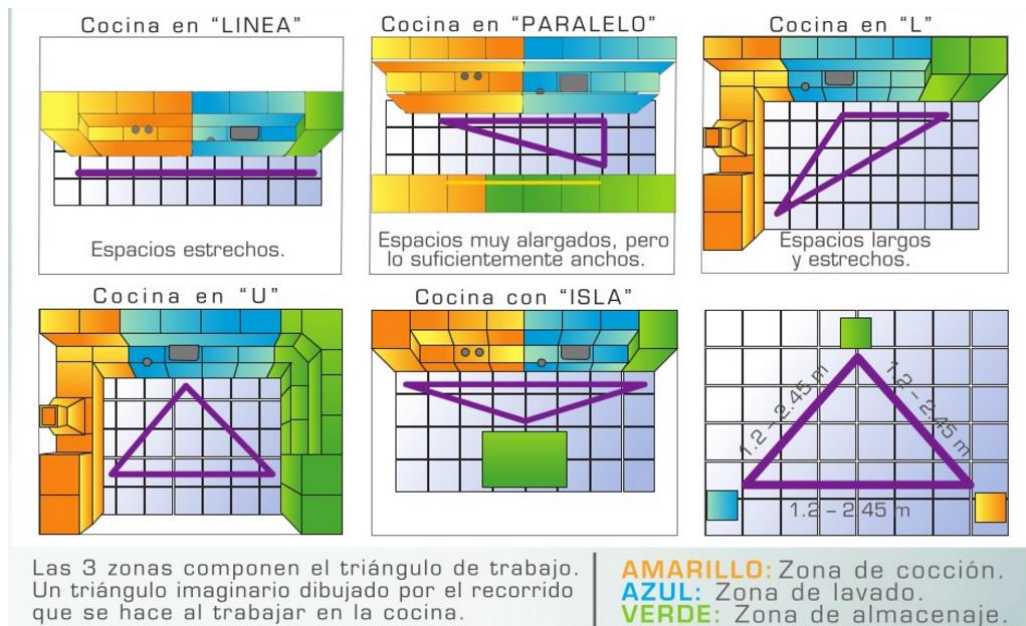 Cocina en “LINEA”
Espacios estrechos.
Cocina en “PARALELO”
Espacios muy alargados, pero
lo suficientemente anchos.
Cocina en “L”
Espacios largos
y estrechos.
Cocina en “U”
Cocina con “ISLA”
1.2 – 2.45 m
1.2 – 2.45 m
1.2 – 2.45 m
Las 3 zonas componen el triángulo de trabajo.
Un triángulo imaginario dibujado por el recorrido
que se hace al trabajar en la cocina.
AMARILLO: Zona de cocción.
AZUL: Zona de lavado.
VERDE: Zona de almacenaje.